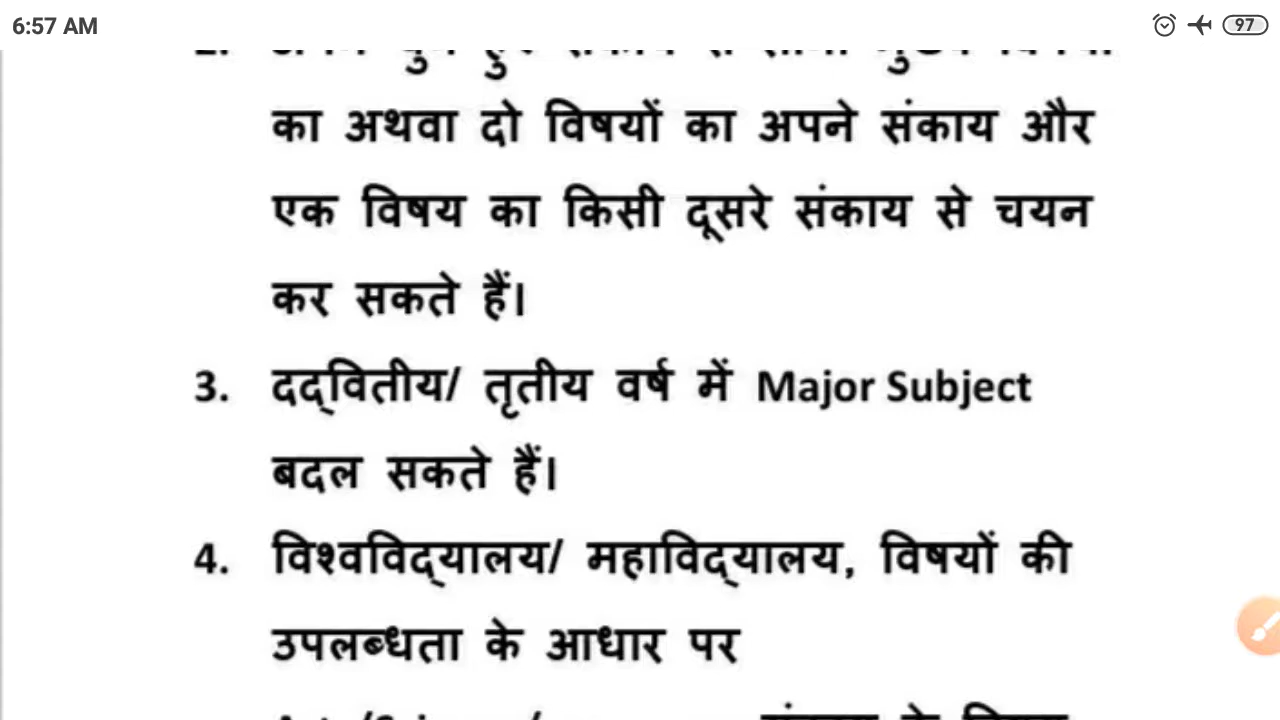 6:57 AM
97
का अथवा दो विषयों का अपने संकाय और
एक विषय का किसी दूसरे संकाय से चयन
कर सकते हैं।
3. दद्वितीय/ तृतीय वर्ष में Major Subject
बदल सकते हैं।
4. विश्वविद्यालय/ महाविद्यालय, विषयों की
उपलब्धता के आधार पर